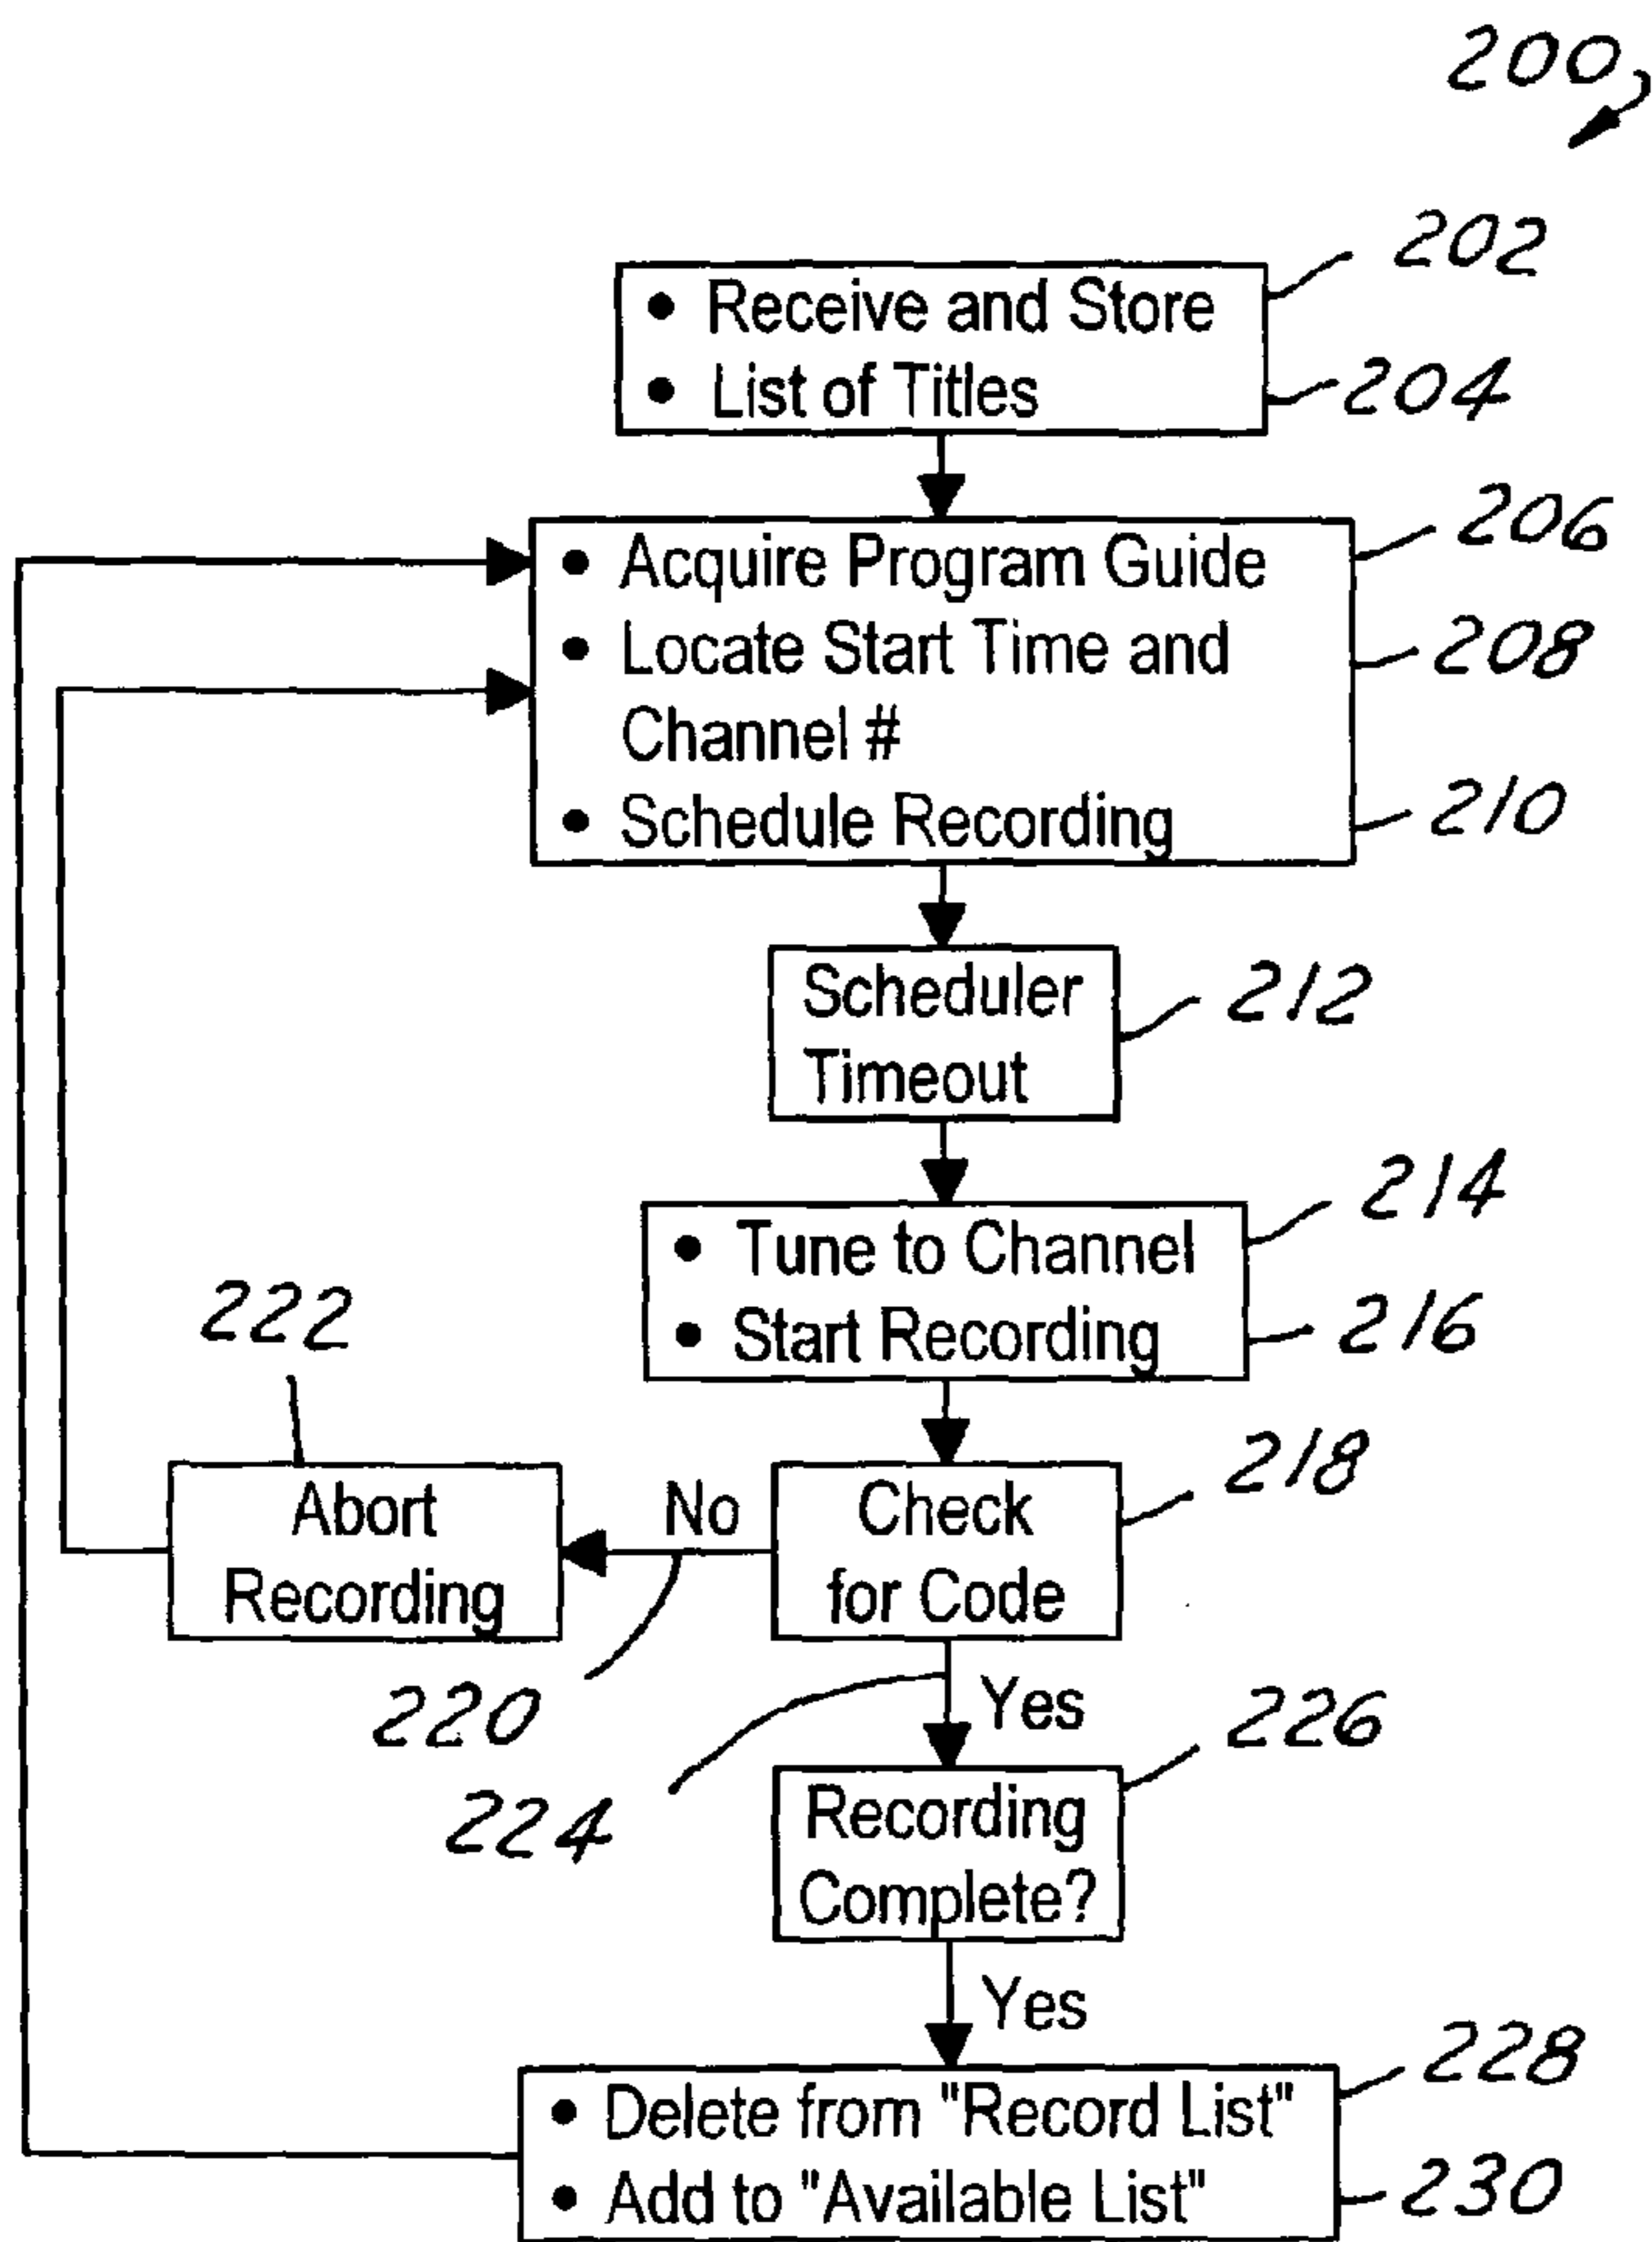 200
• Receive and Store
202
• List of Titles
204
• Acquire Program Guide
206
• Locate Start Time and
208
Channel #
• Schedule Recording
210
Scheduler
212
Timeout
• Tune to Channel
214
• Start Recording
216
222
Abort
Recording
No
Check
218
for Code
220
Yes
224
Recording
226
Complete?
Yes
• Delete from "Record List"
228
• Add to "Available List"
230